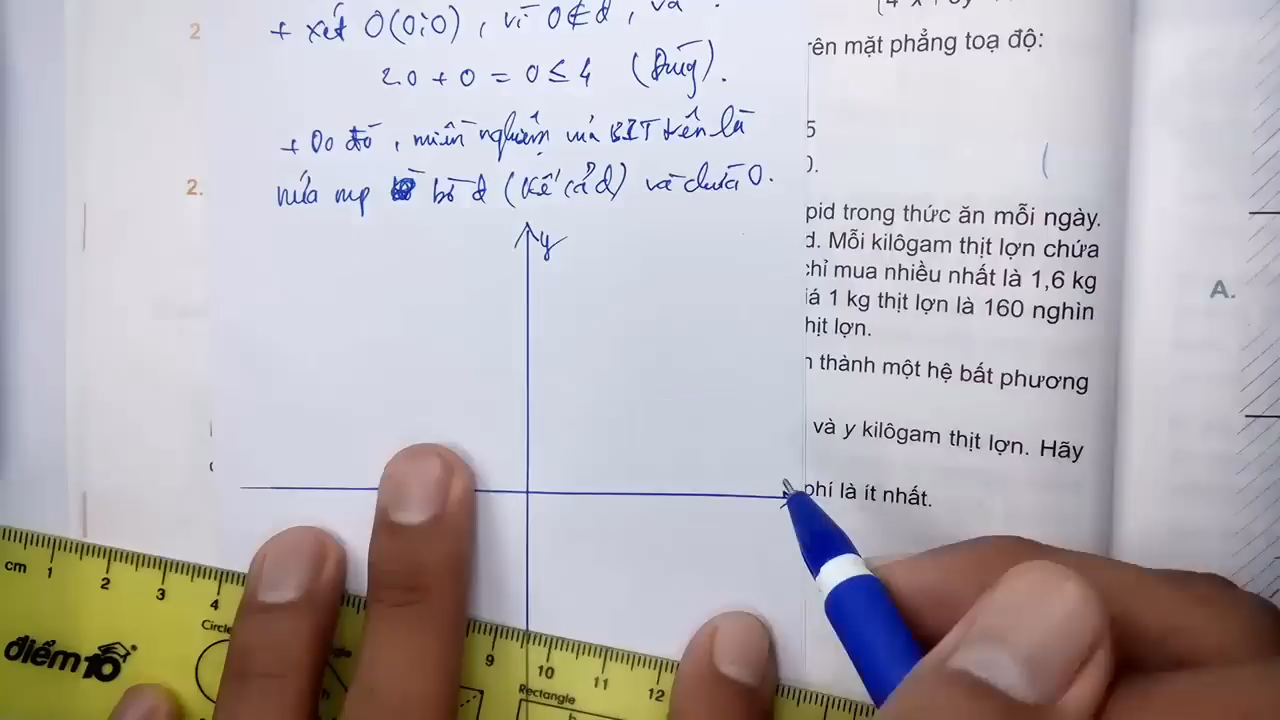 2
+ xét O(0;0), vì O∉d, và
2.0 + 0 = 0 ≤ 4 (Đúng).
+ Do đó, miền nghiệm của BPT trên là
nửa mp bờ d (kể cả d) và chứa O.
y
rên mặt phẳng toạ độ:
5
).
(
2.
pid trong thức ăn mỗi ngày.
d. Mỗi kilôgam thịt lợn chứa
chỉ mua nhiều nhất là 1,6 kg
iá 1 kg thịt lợn là 160 nghìn
hịt lợn.
n thành một hệ bất phương
và y kilôgam thịt lợn. Hãy
phí là ít nhất.
A.
cm 1 2 3 4 9 10 11 12
điểm 10
Circle
Rectangle